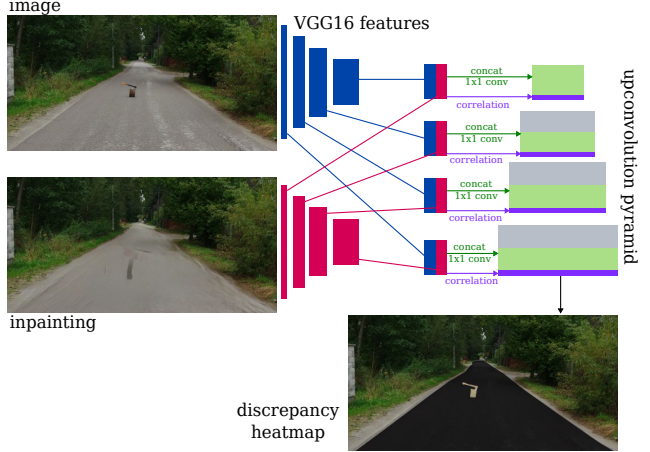 image
VGG16 features
concat
1x1 conv
correlation
concat
1x1 conv
correlation
concat
1x1 conv
correlation
concat
1x1 conv
correlation
upconvolution pyramid
inpainting
discrepancy
heatmap